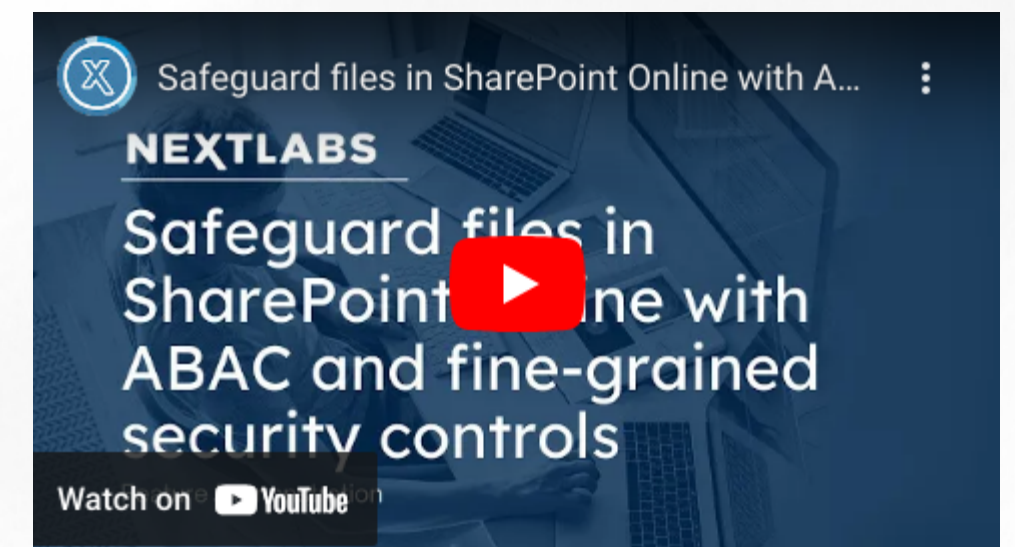 Safeguard files in SharePoint Online with A...
NEXTLABS
Safeguard files in
SharePoint ine with
ABAC and fine-grained
security controls
Watch on YouTube